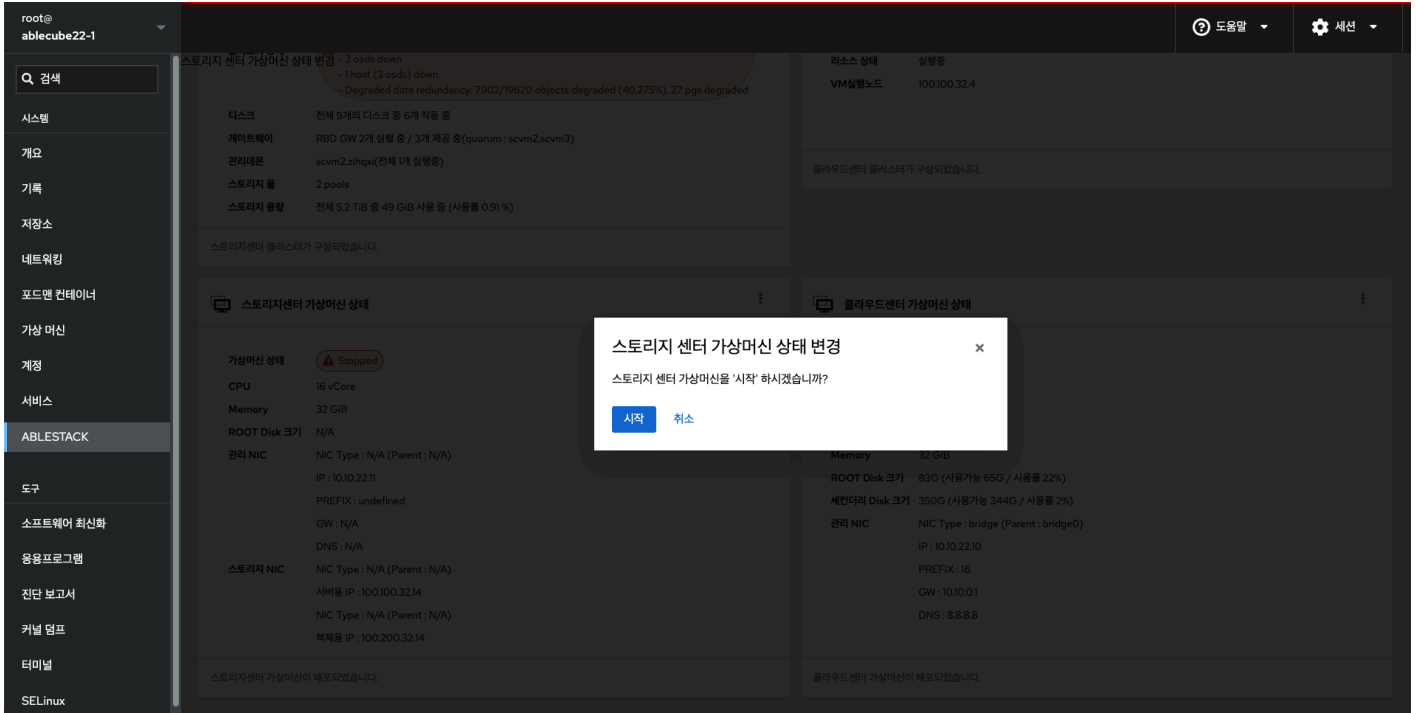 root@
ablecube22-1
도움말
세션
검색
시스템
개요
기록
저장소
네트워킹
포드맨 컨테이너
가상 머신
계정
서비스
ABLESTACK
도구
소프트웨어 최신화
응용프로그램
진단 보고서
커널 덤프
터미널
SELinux
스토리지 센터 가상머신 상태 변경
- 3 osds down
- 1 host (3 osds) down
- Degraded data redundancy: 7902/19620 objects degraded (40.275%), 27 pgs degraded
디스크 전체 9개의 디스크 중 6개 작동 중
게이트웨이 RBD GW 2개 실행 중 / 3개 제공 중(quorum : scvm2,scvm3)
관리데몬 scvm2.zihqxi(전체 1개 실행중)
스토리지 풀 2 pools
스토리지 용량 전체 5.2 TiB 중 49 GiB 사용 중 (사용률 0.91 %)
스토리지센터 클러스터가 구성되었습니다.
리소스 상태 실행중
VM실행노드 100.100.32.4
클라우드센터 클러스터가 구성되었습니다.
스토리지센터 가상머신 상태
가상머신 상태 Stopped
CPU 16 vCore
Memory 32 GiB
ROOT Disk 크기 N/A
관리 NIC NIC Type : N/A (Parent : N/A)
IP : 10.10.22.11
PREFIX : undefined
GW : N/A
DNS : N/A
스토리지 NIC NIC Type : N/A (Parent : N/A)
서버용 IP : 100.100.32.14
NIC Type : N/A (Parent : N/A)
복제용 IP : 100.200.32.14
스토리지센터 가상머신이 배포되었습니다.
클라우드센터 가상머신 상태
Memory 32 GiB
ROOT Disk 크기 83G (사용가능 65G / 사용률 22%)
세컨더리 Disk 크기 350G (사용가능 344G / 사용률 2%)
관리 NIC NIC Type : bridge (Parent : bridge0)
IP : 10.10.22.10
PREFIX : 16
GW : 10.10.0.1
DNS : 8.8.8.8
클라우드센터 가상머신이 배포되었습니다.
스토리지 센터 가상머신 상태 변경
스토리지 센터 가상머신을 '시작' 하시겠습니까?
시작 취소